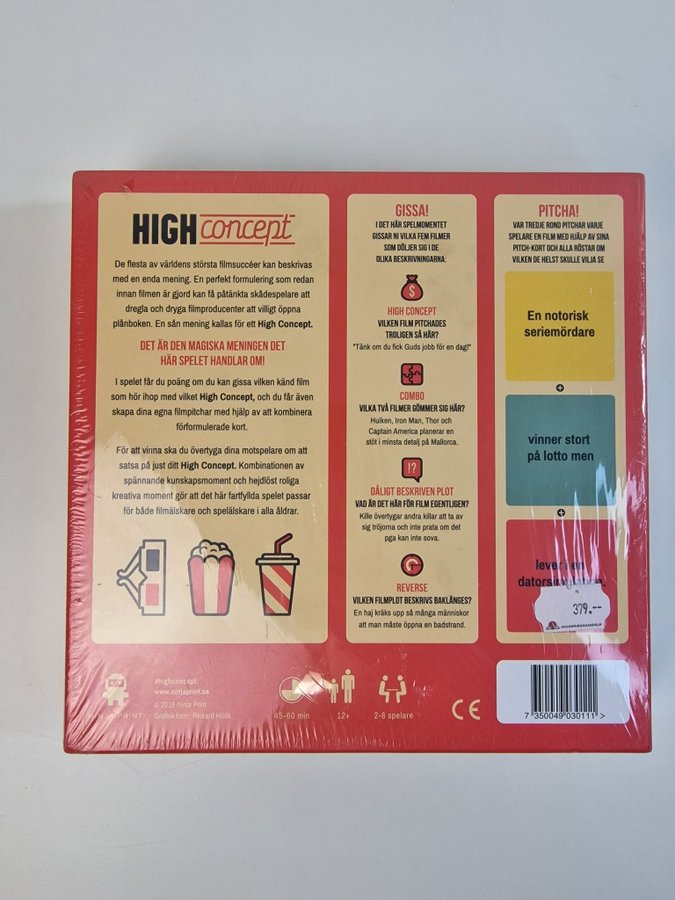 HIGH concept
De flesta av världens största filmsuccéer kan beskrivas
med en enda mening. En perfekt formulering som redan
innan filmen är gjord kan få påtänkta skådespelare att
dregla och dryga filmproducenter att villigt öppna
plånboken. En sån mening kallas för ett High Concept.
DET ÄR DEN MAGISKA MENINGEN DET
HÄR SPELET HANDLAR OM!
I spelet får du poäng om du kan gissa vilken känd film
som hör ihop med vilket High Concept, och du får även
skapa dina egna filmpitchar med hjälp av att kombinera
förformulerade kort.
För att vinna ska du övertyga dina motspelare om att
satsa på just ditt High Concept. Kombinationen av
spännande kunskapsmoment och hejdlöst roliga
kreativa moment gör att det här fartfyllda spelet passar
för både filmälskare och spelälskare i alla åldrar.
GISSA!
I DET HÄR SPELMOMENTET
GISSAR NI VILKA FEM FILMER
SOM DÖLJER SIG I DE
OLIKA BESKRIVNINGARNA:
$
HIGH CONCEPT
VILKEN FILM PITCHADES
TROLIGEN SÅ HÄR?
"Tänk om du fick Guds jobb för en dag!"
COMBO
VILKA TVÅ FILMER GÖMMER SIG HÄR?
Hulken, Iron Man, Thor och
Captain America planerar en
stöt i minsta detalj på Mallorca.
!?
DÅLIGT BESKRIVEN PLOT
VAD ÄR DET HÄR FÖR FILM EGENTLIGEN?
Kille övertygar andra killar att ta av
sig tröjorna och inte prata om det
pga kan inte sova.
REVERSE
VILKEN FILMPLOT BESKRIVS BAKLÄNGES?
En haj kräks upp så många människor
att man måste öppna en badstrand.
PITCHA!
VAR TREDJE ROND PITCHAR VARJE
SPELARE EN FILM MED HJÄLP AV SINA
PITCH-KORT OCH ALLA RÖSTAR OM
VILKEN DE HELST SKULLE VILJA SE
En notorisk
seriemördare
+
vinner stort
på lotto men
+
lever i en
379.--
AKADEMIBOKHANDELN
NINJA PRINT
#highconcept
www.ninjaprint.se
© 2016 Ninja Print
Grafisk form: Rickard Höök
45-60 min
12+
2-6 spelare
CE
7 350049 030111 >